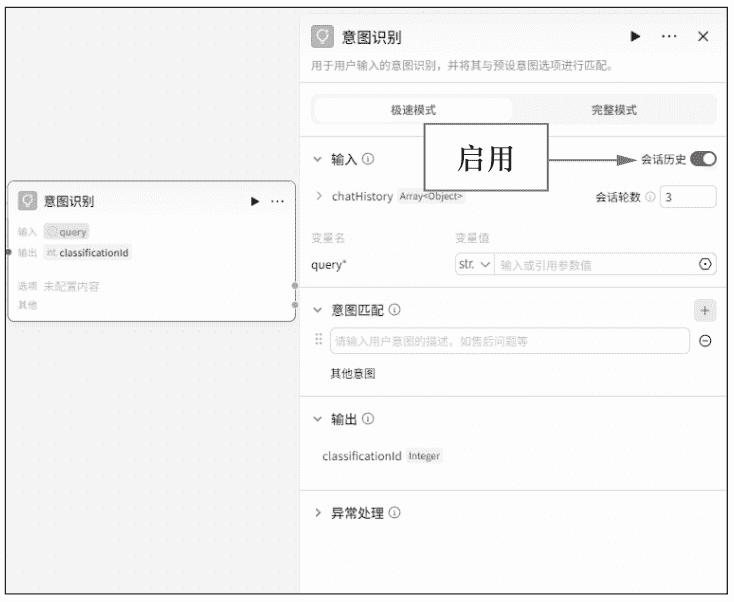 意图识别
用于用户输入的意图识别，并将其与预设意图选项进行匹配。
极速模式 完整模式
输入
启用
会话历史
chatHistory Array<Object> 会话轮数 3
变量名 变量值
query* str. 输入或引用参数值
意图匹配
请输入用户意图的描述，如售后问题等
其他意图
输出
classificationId Integer
异常处理
意图识别
输入 query
输出 int. classificationId
选项 未配置内容
其他